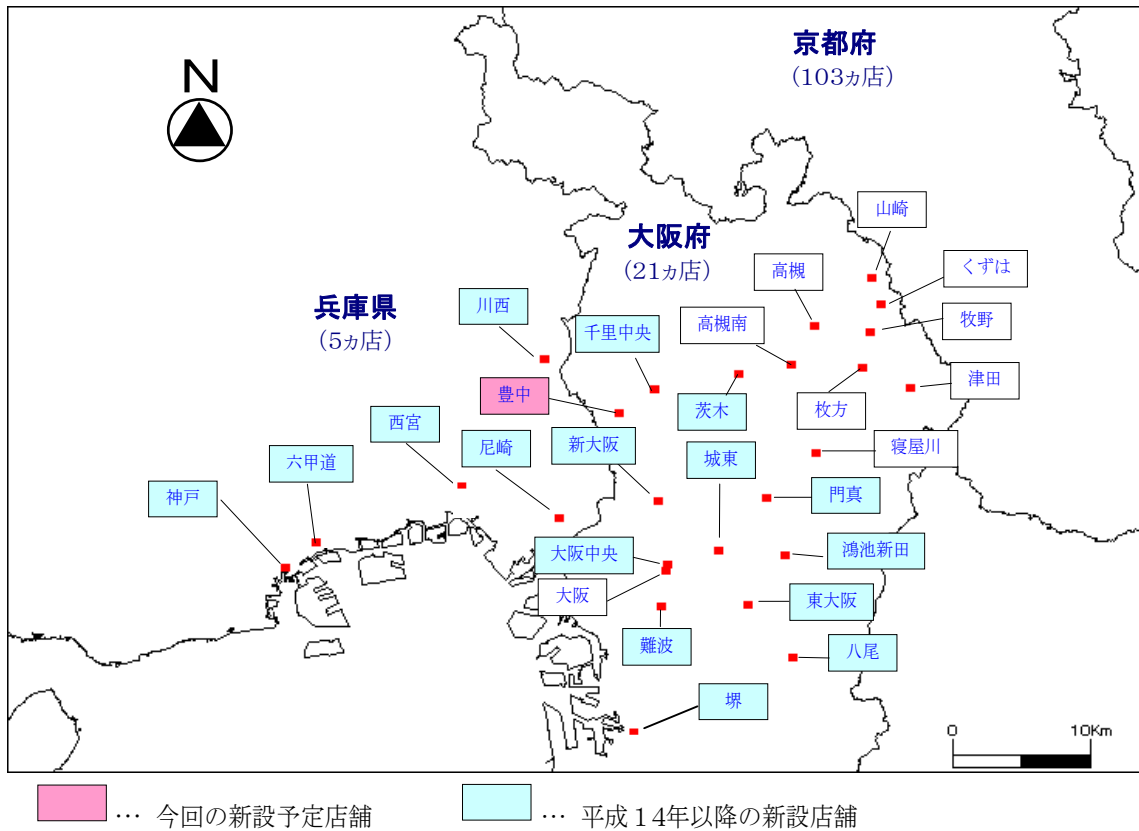 京都府
(103ヵ店)
N
山崎
大阪府
(21ヵ店)
高槻
くずは
兵庫県
(5ヵ店)
川西
千里中央
高槻南
牧野
津田
豊中
茨木
枚方
西宮
尼崎
新大阪
城東
寝屋川
六甲道
神戸
門真
大阪中央
鴻池新田
大阪
東大阪
難波
八尾
堺
0 10Km
… 今回の新設予定店舗
… 平成14年以降の新設店舗